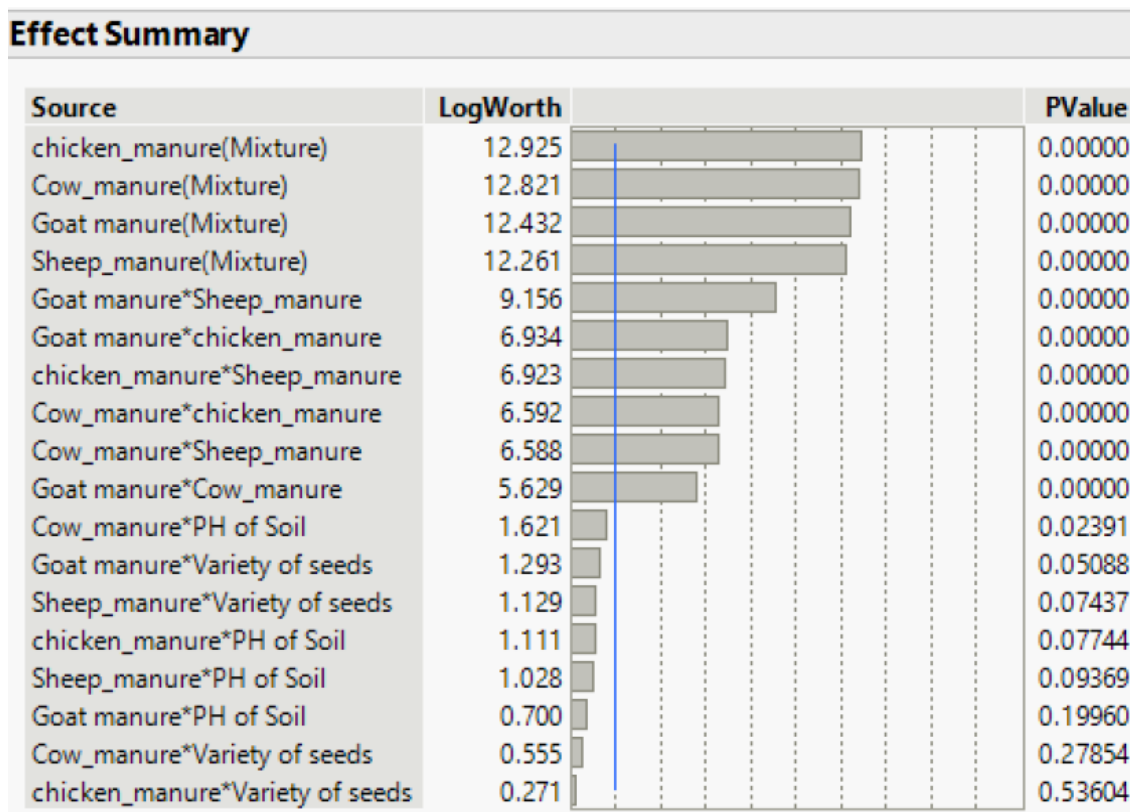 Effect Summary
Source LogWorth PValue
chicken_manure(Mixture) 12.925 0.00000
Cow_manure(Mixture) 12.821 0.00000
Goat manure(Mixture) 12.432 0.00000
Sheep_manure(Mixture) 12.261 0.00000
Goat manure*Sheep_manure 9.156 0.00000
Goat manure*chicken_manure 6.934 0.00000
chicken_manure*Sheep_manure 6.923 0.00000
Cow_manure*chicken_manure 6.592 0.00000
Cow_manure*Sheep_manure 6.588 0.00000
Goat manure*Cow_manure 5.629 0.00000
Cow_manure*PH of Soil 1.621 0.02391
Goat manure*Variety of seeds 1.293 0.05088
Sheep_manure*Variety of seeds 1.129 0.07437
chicken_manure*PH of Soil 1.111 0.07744
Sheep_manure*PH of Soil 1.028 0.09369
Goat manure*PH of Soil 0.700 0.19960
Cow_manure*Variety of seeds 0.555 0.27854
chicken_manure*Variety of seeds 0.271 0.53604